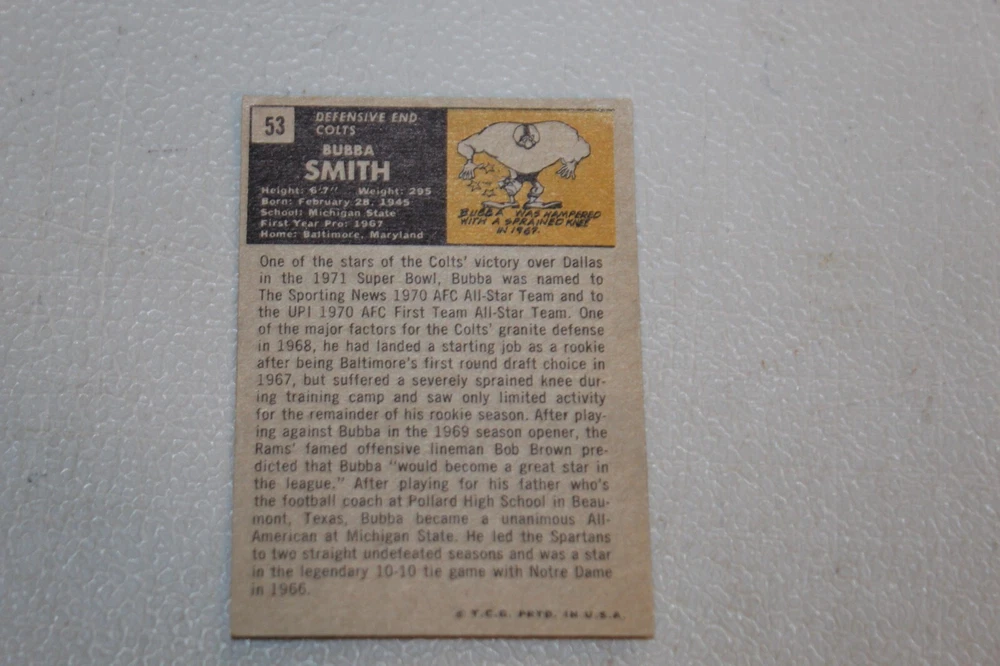 53
DEFENSIVE END
COLTS
BUBBA
SMITH
Height: 6'7" Weight: 295
Born: February 28, 1945
School: Michigan State
First Year Pro: 1967
Home: Baltimore, Maryland
BUBBA WAS HAMPERED
WITH A SPRAINED KNEE
IN 1967.
One of the stars of the Colts' victory over Dallas
in the 1971 Super Bowl, Bubba was named to
The Sporting News 1970 AFC All-Star Team and to
the UPI 1970 AFC First Team All-Star Team. One
of the major factors for the Colts' granite defense
in 1968, he had landed a starting job as a rookie
after being Baltimore's first round draft choice in
1967, but suffered a severely sprained knee dur-
ing training camp and saw only limited activity
for the remainder of his rookie season. After play-
ing against Bubba in the 1969 season opener, the
Rams' famed offensive lineman Bob Brown pre-
dicted that Bubba "would become a great star in
the league." After playing for his father who's
the football coach at Pollard High School in Beau-
mont, Texas, Bubba became a unanimous All-
American at Michigan State. He led the Spartans
to two straight undefeated seasons and was a star
in the legendary 10-10 tie game with Notre Dame
in 1966.
© T.C.G. PRTD. IN U.S.A.